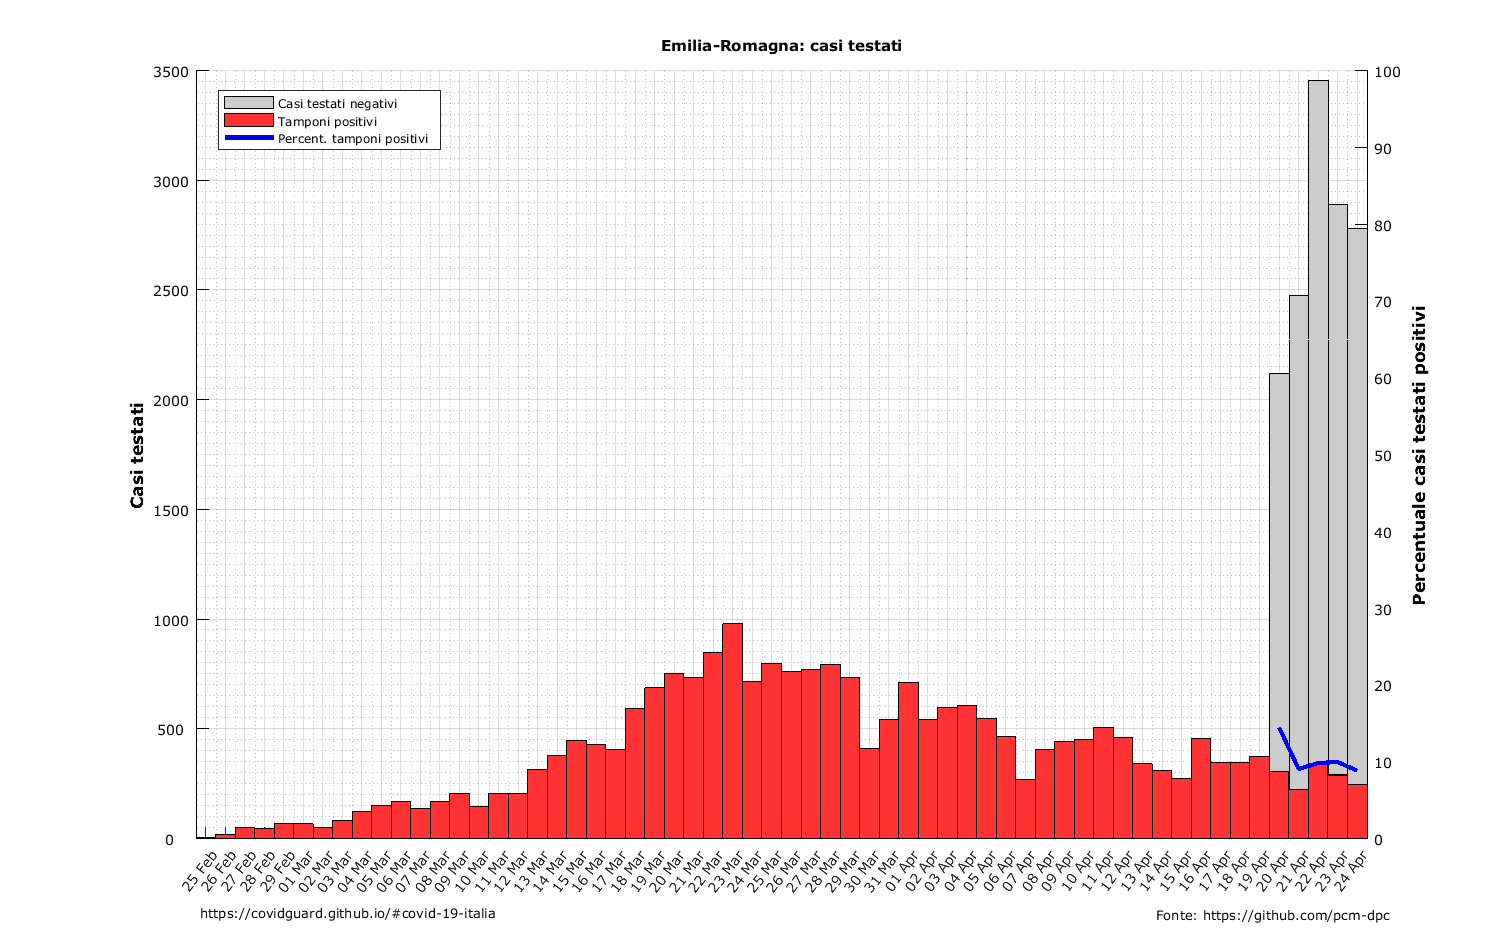 Emilia-Romagna: casi testati
Casi testati negativi
Tamponi positivi
Percent. tamponi positivi
Casi testati
3500
3000
2500
2000
1500
1000
500
0
100
90
80
70
60
50
40
30
20
10
0
Percentuale casi testati positivi
25 Feb
26 Feb
27 Feb
28 Feb
29 Feb
01 Mar
02 Mar
03 Mar
04 Mar
05 Mar
06 Mar
07 Mar
08 Mar
09 Mar
10 Mar
11 Mar
12 Mar
13 Mar
14 Mar
15 Mar
16 Mar
17 Mar
18 Mar
19 Mar
20 Mar
21 Mar
22 Mar
23 Mar
24 Mar
25 Mar
26 Mar
27 Mar
28 Mar
29 Mar
30 Mar
31 Mar
01 Apr
02 Apr
03 Apr
04 Apr
05 Apr
06 Apr
07 Apr
08 Apr
09 Apr
10 Apr
11 Apr
12 Apr
13 Apr
14 Apr
15 Apr
16 Apr
17 Apr
18 Apr
19 Apr
20 Apr
21 Apr
22 Apr
23 Apr
24 Apr
https://covidguard.github.io/#covid-19-italia
Fonte: https://github.com/pcm-dpc